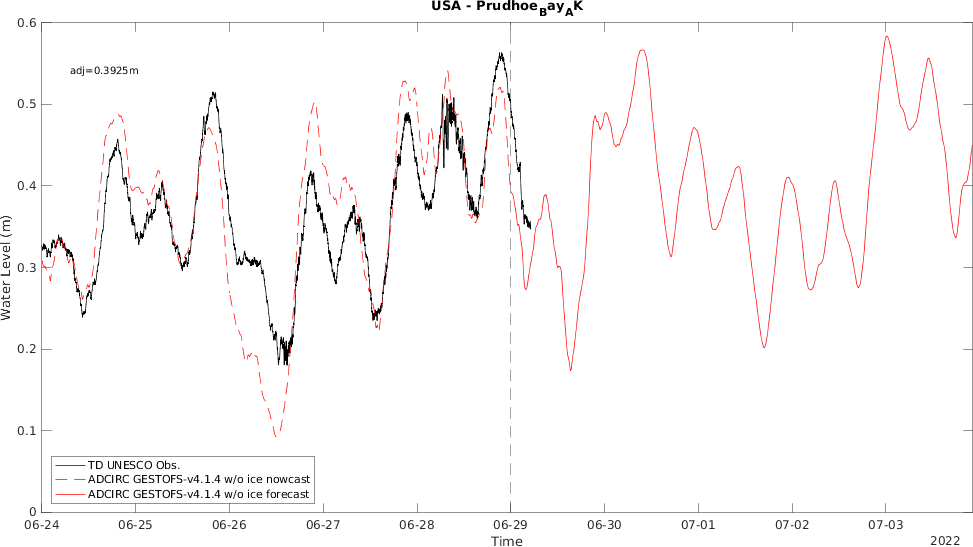 USA - PrudhoeBayAK
adj=0.3925m
0.6
0.5
0.4
0.3
0.2
0.1
0
Water Level (m)
TD UNESCO Obs.
ADCIRC GESTOFS-v4.1.4 w/o ice nowcast
ADCIRC GESTOFS-v4.1.4 w/o ice forecast
06-24 06-25 06-26 06-27 06-28 06-29 06-30 07-01 07-02 07-03
Time
2022